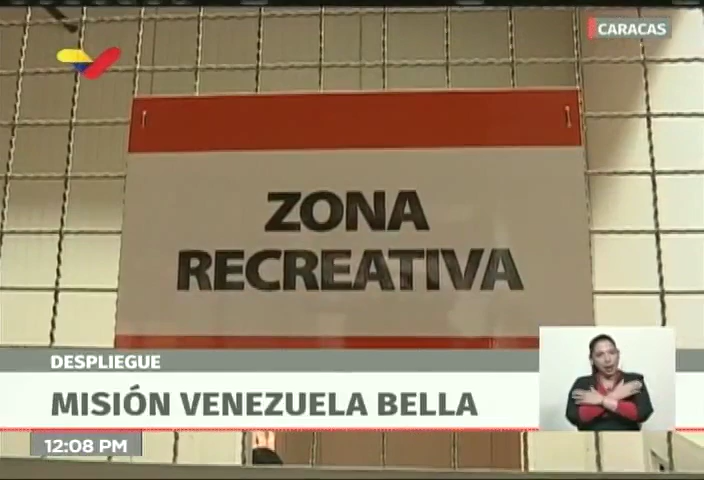 CARACAS
ZONA
RECREATIVA
DESPLIEGUE
MISIÓN VENEZUELA BELLA
12:08 PM